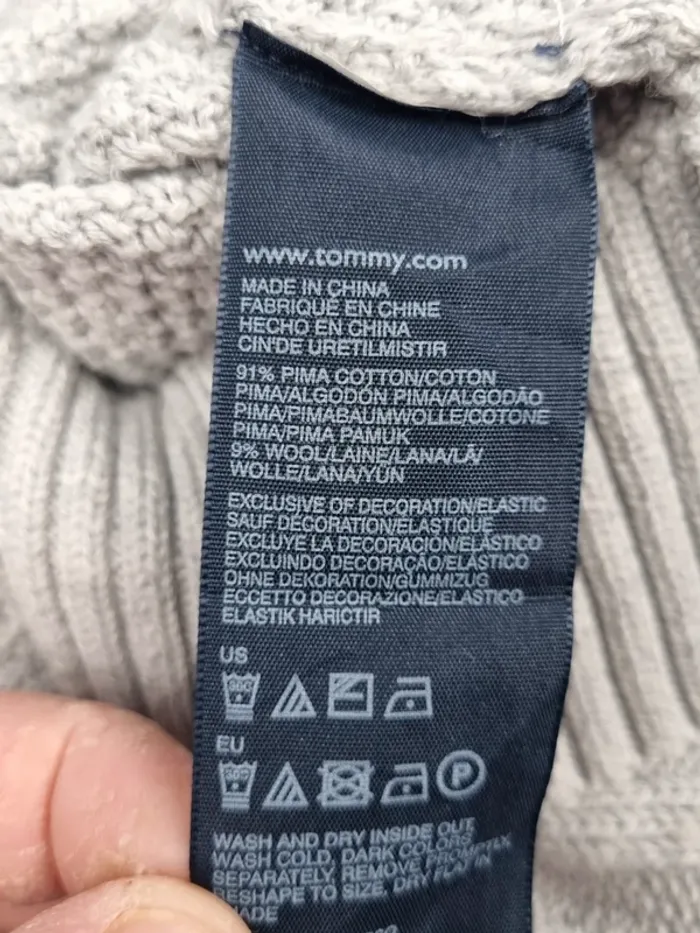 www.tommy.com
MADE IN CHINA
FABRIQUÉ EN CHINE
HECHO EN CHINA
CIN'DE URETILMISTIR
91% PIMA COTTON/COTON
PIMA/ALGODÓN PIMA/ALGODÃO
PIMA/PIMABAUMWOLLE/COTONE
PIMA/PIMA PAMUK
9% WOOL/LAINE/LANA/LÃ/
WOLLE/LANA/YÜN
EXCLUSIVE OF DECORATION/ELASTIC
SAUF DECORATION/ELASTIQUE
EXCLUYE LA DECORACION/ELÁSTICO
EXCLUINDO DECORAÇÃO/ELÁSTICO
OHNE DEKORATION/GUMMIZUG
ECCETTO DECORAZIONE/ELASTICO
ELASTIK HARICTIR
US
30C
EU
30C
P
WASH AND DRY INSIDE OUT,
WASH COLD, DARK COLORS
SEPARATELY, REMOVE PROMPTLY,
RESHAPE TO SIZE, DRY FLAT IN